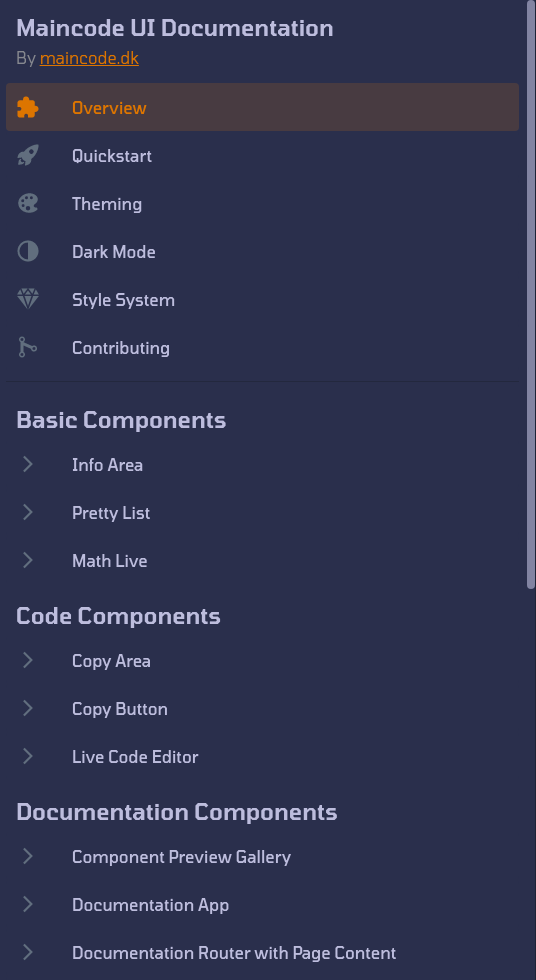 Maincode UI Documentation
By maincode.dk
Overview
Quickstart
Theming
Dark Mode
Style System
Contributing
Basic Components
Info Area
Pretty List
Math Live
Code Components
Copy Area
Copy Button
Live Code Editor
Documentation Components
Component Preview Gallery
Documentation App
Documentation Router with Page Content